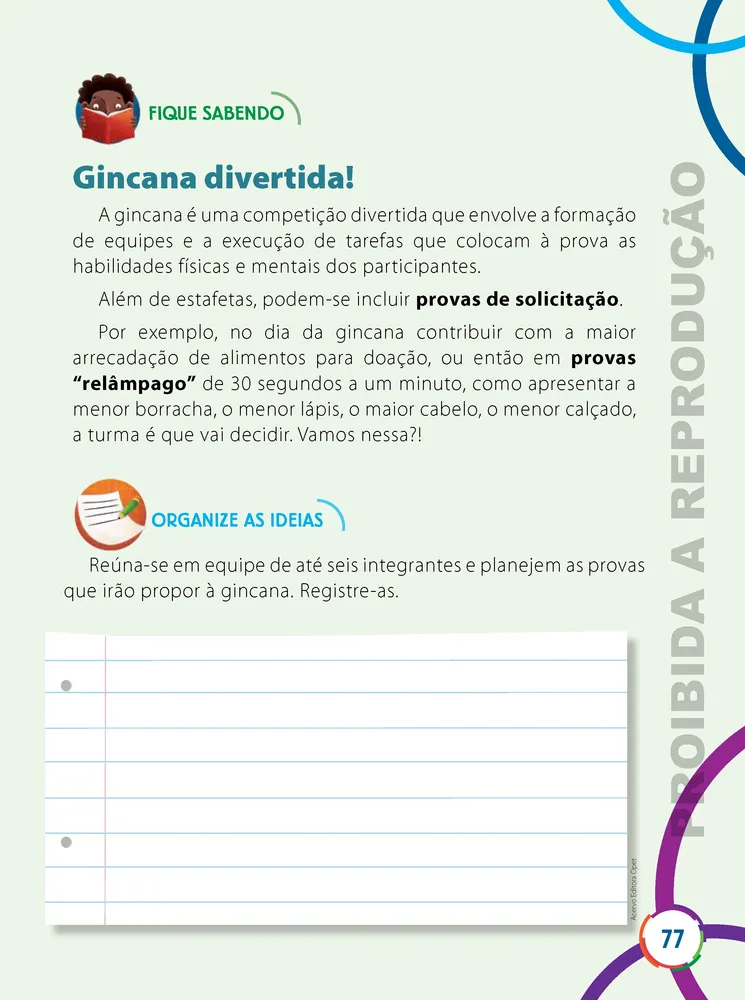 FIQUE SABENDO
Gincana divertida!
A gincana é uma competição divertida que envolve a formação
de equipes e a execução de tarefas que colocam à prova as
habilidades físicas e mentais dos participantes.
Além de estafetas, podem-se incluir provas de solicitação.
Por exemplo, no dia da gincana contribuir com a maior
arrecadação de alimentos para doação, ou então em provas
“relâmpago” de 30 segundos a um minuto, como apresentar a
menor borracha, o menor lápis, o maior cabelo, o menor calçado,
a turma é que vai decidir. Vamos nessa?!
ORGANIZE AS IDEIAS
Reúna-se em equipe de até seis integrantes e planejem as provas
que irão propor à gincana. Registre-as.
Acervo Editora Opet
PROIBIDA A REPRODUÇÃO
77